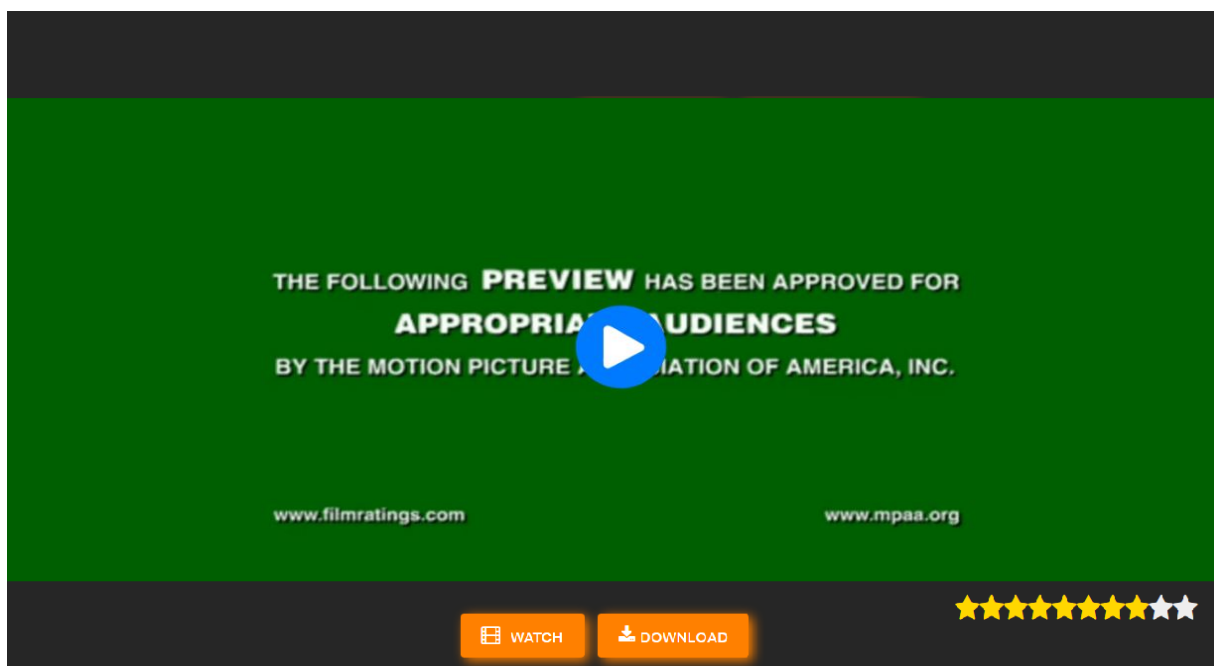 THE FOLLOWING PREVIEW HAS BEEN APPROVED FOR
AUDIENCES
BY THE MOTION PICTURE OF AMERICA, INC.
www.filmratings.com www.mpaa.org
WATCH DOWNLOAD